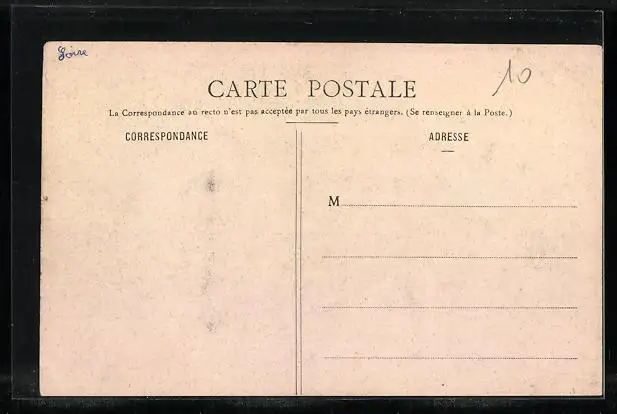 Loire
10
CARTE POSTALE
La Correspondance au recto n'est pas acceptée par tous les pays étrangers. (Se renseigner à la Poste.)
CORRESPONDANCE
ADRESSE
M